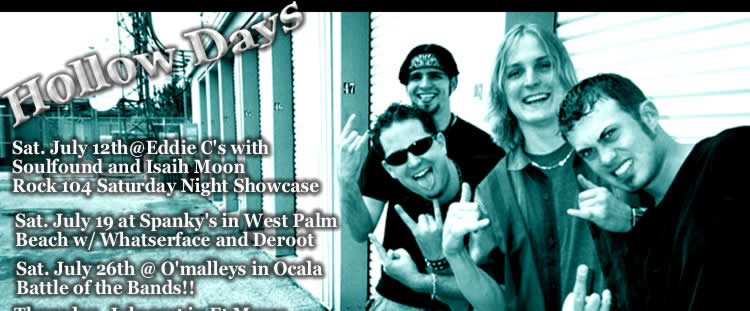 Hollow Days
47
Sat. July 12th@Eddie C's with
Soulfound and Isaih Moon
Rock 104 Saturday Night Showcase
Sat. July 19 at Spanky's in West Palm
Beach w/ Whatserface and Deroot
Sat. July 26th @ O'malleys in Ocala
Battle of the Bands!!